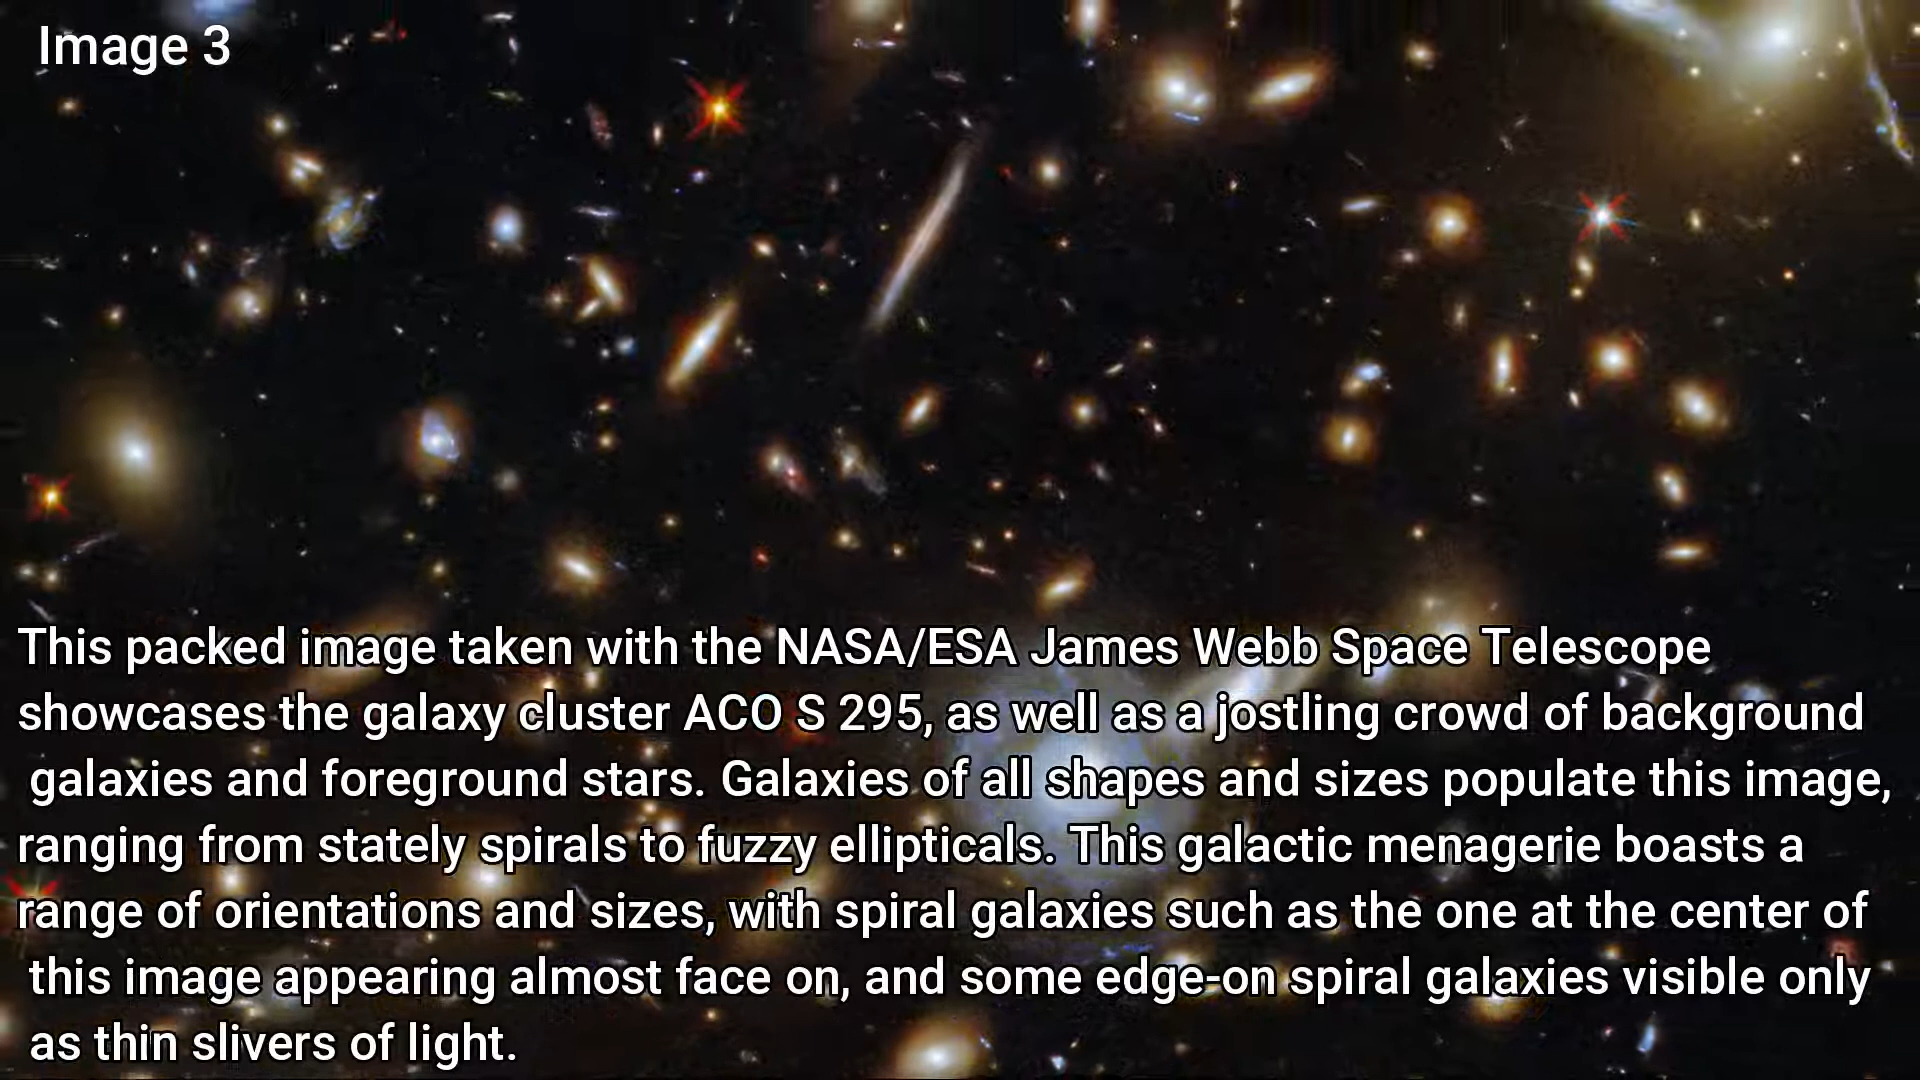 Image 3
This packed image taken with the NASA/ESA James Webb Space Telescope
showcases the galaxy cluster ACO S 295, as well as a jostling crowd of background
galaxies and foreground stars. Galaxies of all shapes and sizes populate this image,
ranging from stately spirals to fuzzy ellipticals. This galactic menagerie boasts a
range of orientations and sizes, with spiral galaxies such as the one at the center of
this image appearing almost face on, and some edge-on spiral galaxies visible only
as thin slivers of light.